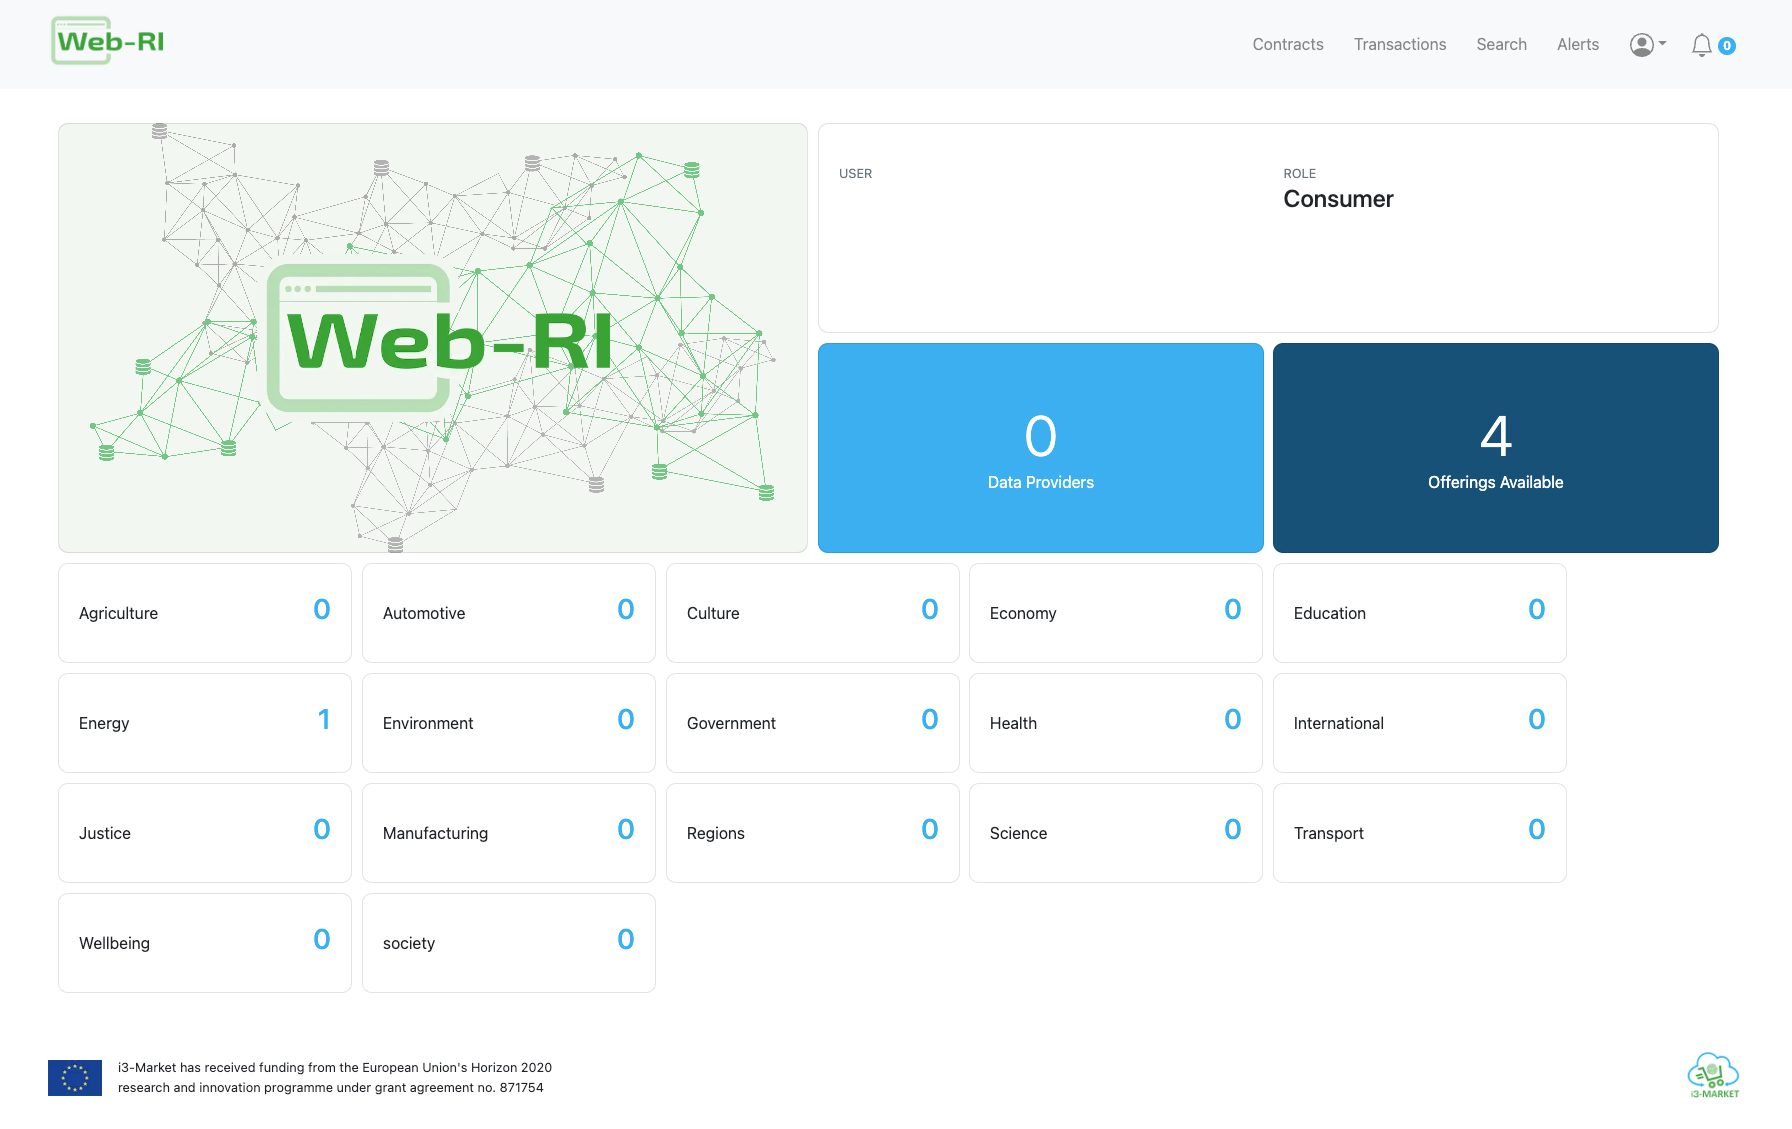 Web-RI
Contracts
Transactions
Search
Alerts
0
Web-RI
USER
ROLE
Consumer
0
Data Providers
4
Offerings Available
Agriculture 0
Automotive 0
Culture 0
Economy 0
Education 0
Energy 1
Environment 0
Government 0
Health 0
International 0
Justice 0
Manufacturing 0
Regions 0
Science 0
Transport 0
Wellbeing 0
society 0
i3-Market has received funding from the European Union's Horizon 2020
research and innovation programme under grant agreement no. 871754
i3-MARKET